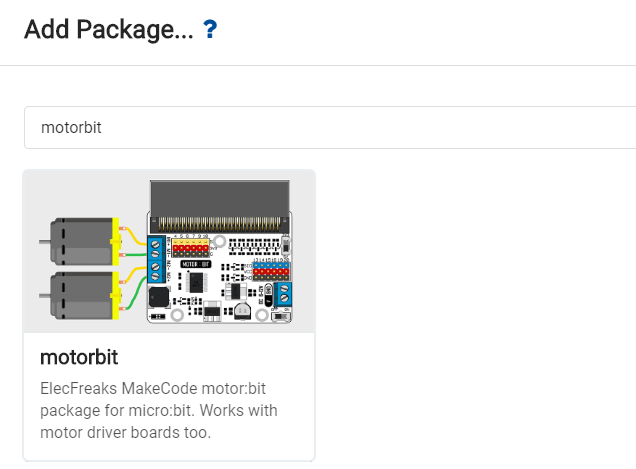 Add Package... ?
motorbit
MOTOR BIT
motorbit
ElecFreaks MakeCode motor:bit
package for micro:bit. Works with
motor driver boards too.